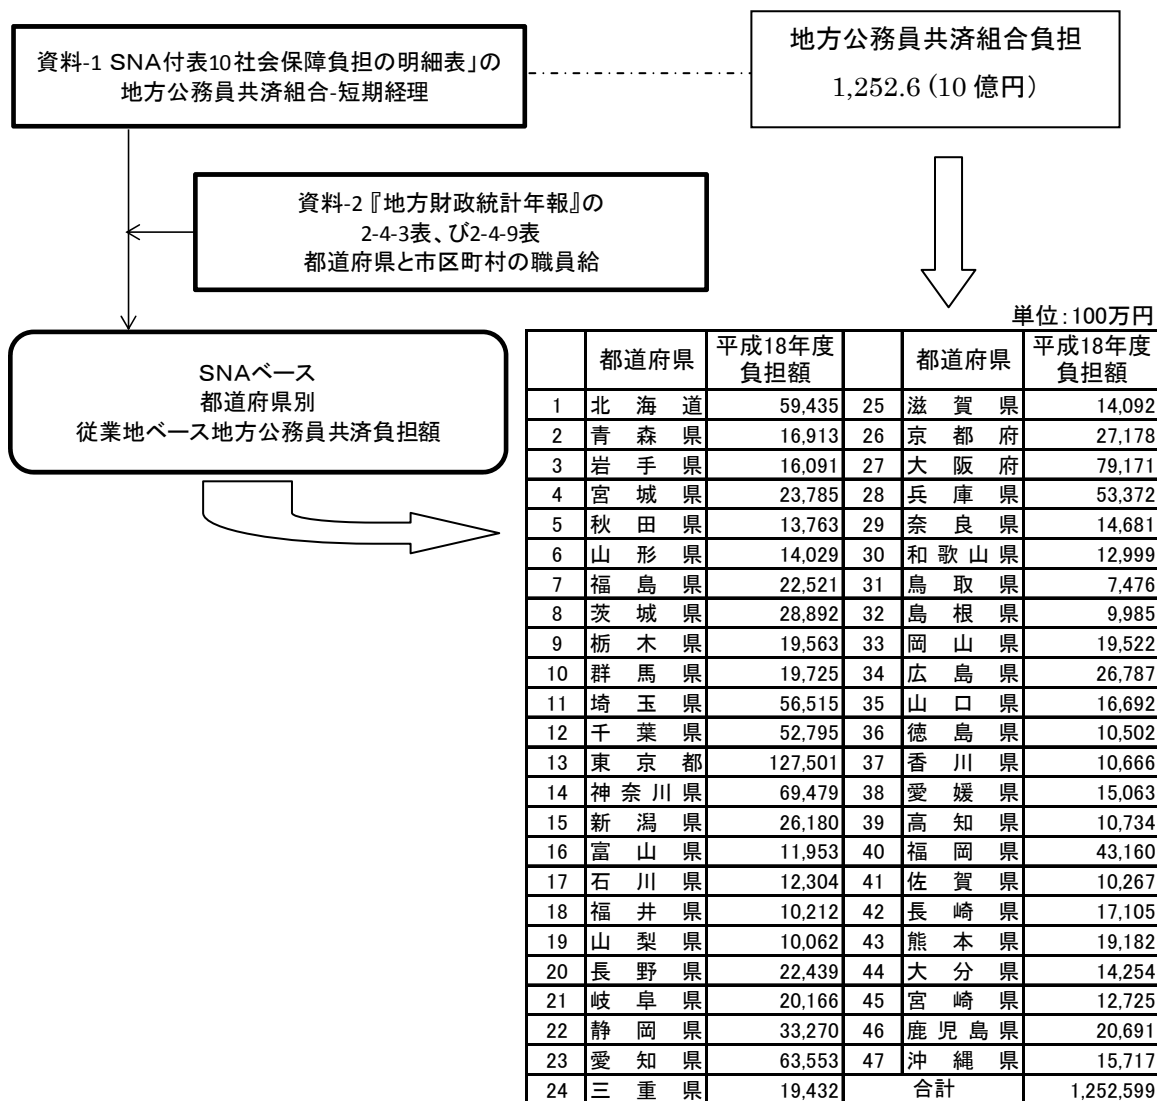 資料-1 SNA付表10社会保障負担の明細表」の
地方公務員共済組合-短期経理
地方公務員共済組合負担
1,252.6 (10 億円)
資料-2『地方財政統計年報』の
2-4-3表、び2-4-9表
都道府県と市区町村の職員給
SNAベース
都道府県別
従業地ベース地方公務員共済負担額
単位:100万円
都道府県 平成18年度負担額 都道府県 平成18年度負担額
1 北海道 59,435 25 滋賀県 14,092
2 青森県 16,913 26 京都府 27,178
3 岩手県 16,091 27 大阪府 79,171
4 宮城県 23,785 28 兵庫県 53,372
5 秋田県 13,763 29 奈良県 14,681
6 山形県 14,029 30 和歌山県 12,999
7 福島県 22,521 31 鳥取県 7,476
8 茨城県 28,892 32 島根県 9,985
9 栃木県 19,563 33 岡山県 19,522
10 群馬県 19,725 34 広島県 26,787
11 埼玉県 56,515 35 山口県 16,692
12 千葉県 52,795 36 徳島県 10,502
13 東京都 127,501 37 香川県 10,666
14 神奈川県 69,479 38 愛媛県 15,063
15 新潟県 26,180 39 高知県 10,734
16 富山県 11,953 40 福岡県 43,160
17 石川県 12,304 41 佐賀県 10,267
18 福井県 10,212 42 長崎県 17,105
19 山梨県 10,062 43 熊本県 19,182
20 長野県 22,439 44 大分県 14,254
21 岐阜県 20,166 45 宮崎県 12,725
22 静岡県 33,270 46 鹿児島県 20,691
23 愛知県 63,553 47 沖縄県 15,717
24 三重県 19,432 合計 1,252,599